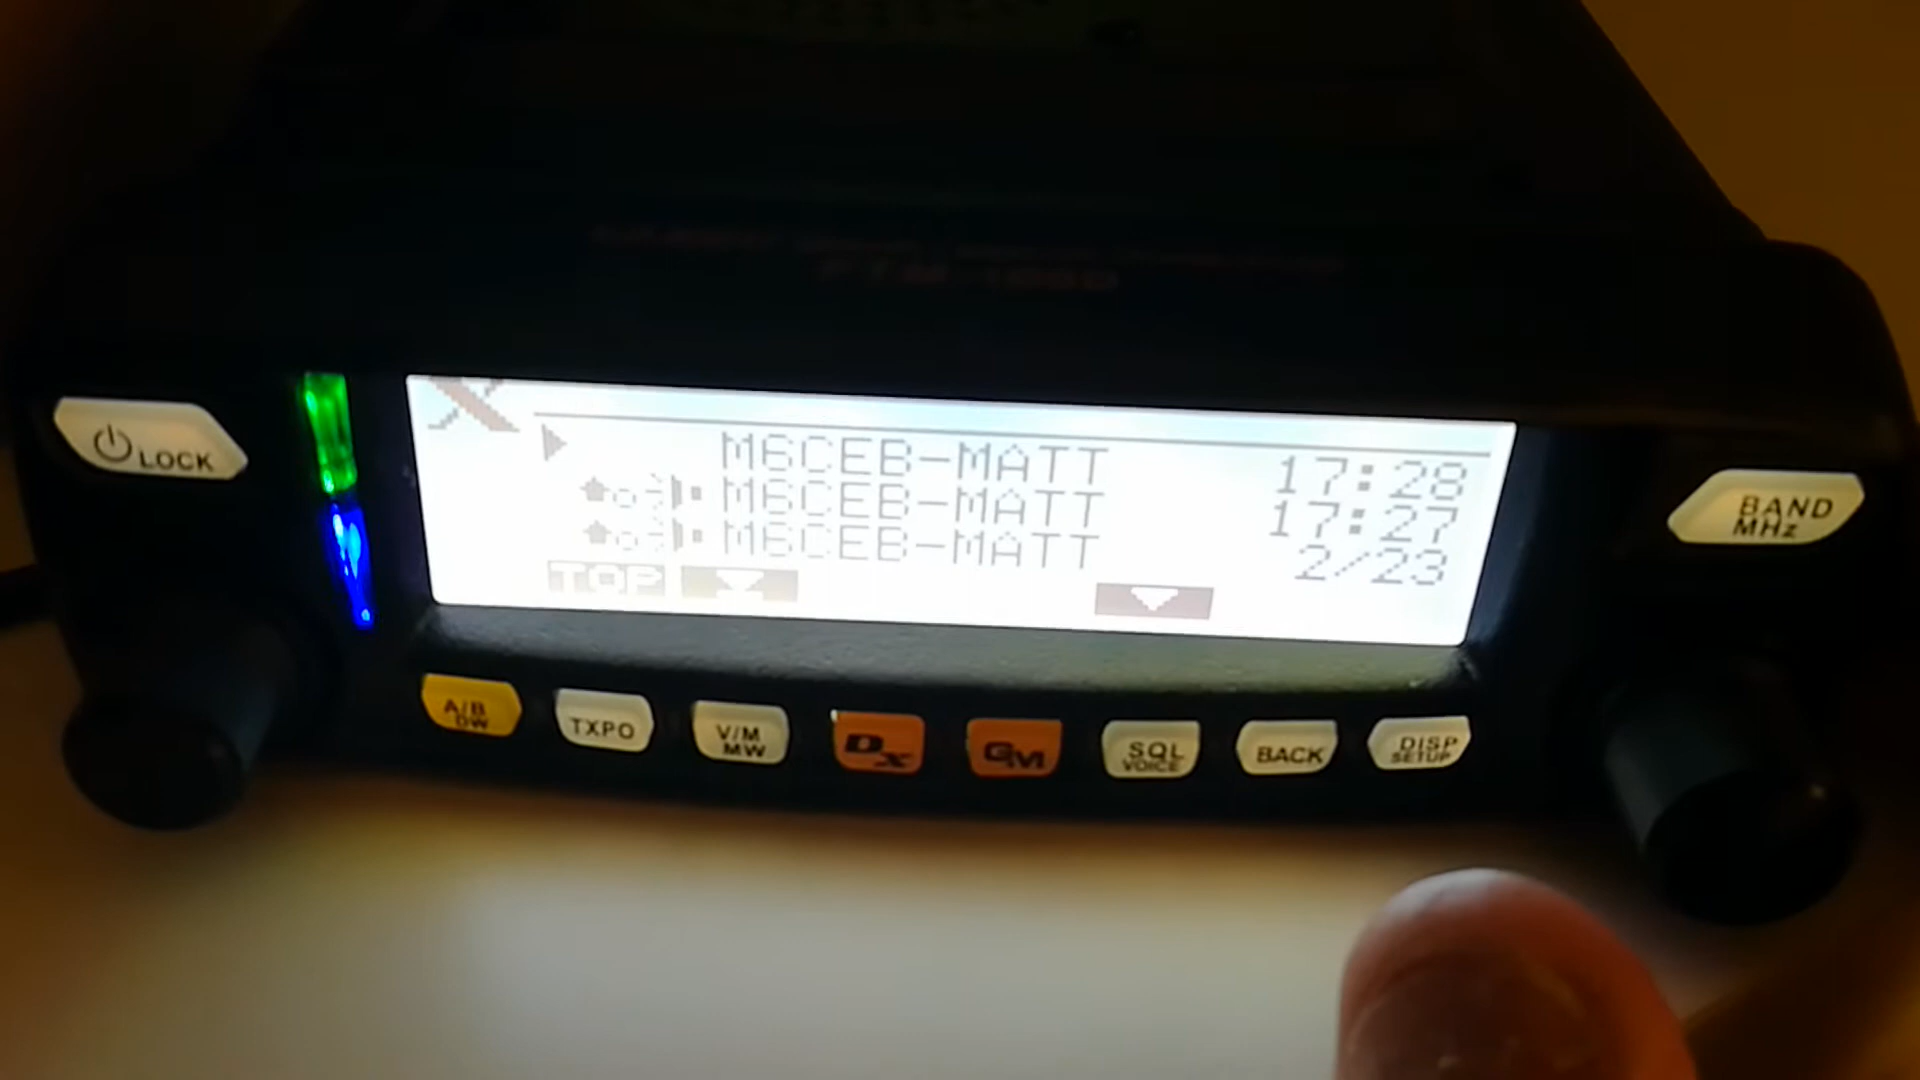 LOCK
M6CEB-MATT 17:28
M6CEB-MATT 17:27
M6CEB-MATT 2/23
TOP
BAND
MHz
A/B
DW
TXPO
V/M
MW
DX
GM
SQL
VOICE
BACK
DISP
SETUP